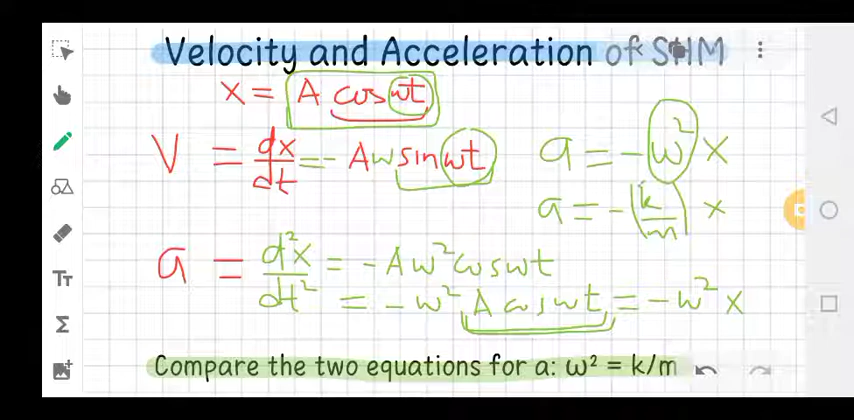 Velocity and Acceleration of SHM
x = A cos ωt
V = dx/dt = - Aω sin ωt
a = -ω² x
a = -(k/m) x
a = d²x/dt² = -Aω² cos ωt
= -ω² A cos ωt = -ω² x
Compare the two equations for a: ω² = k/m
Tт
Σ